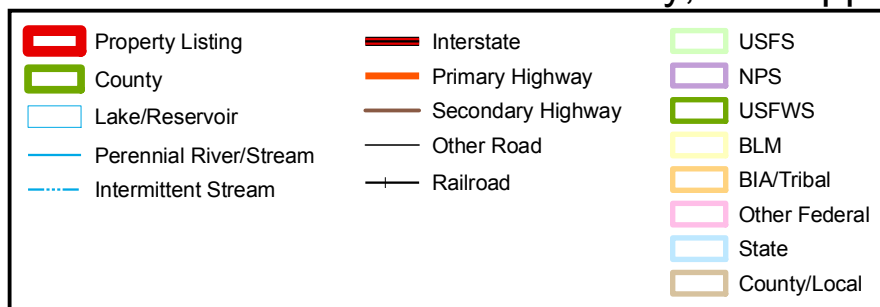 Property Listing
County
Lake/Reservoir
Perennial River/Stream
Intermittent Stream
Interstate
Primary Highway
Secondary Highway
Other Road
Railroad
USFS
NPS
USFWS
BLM
BIA/Tribal
Other Federal
State
County/Local